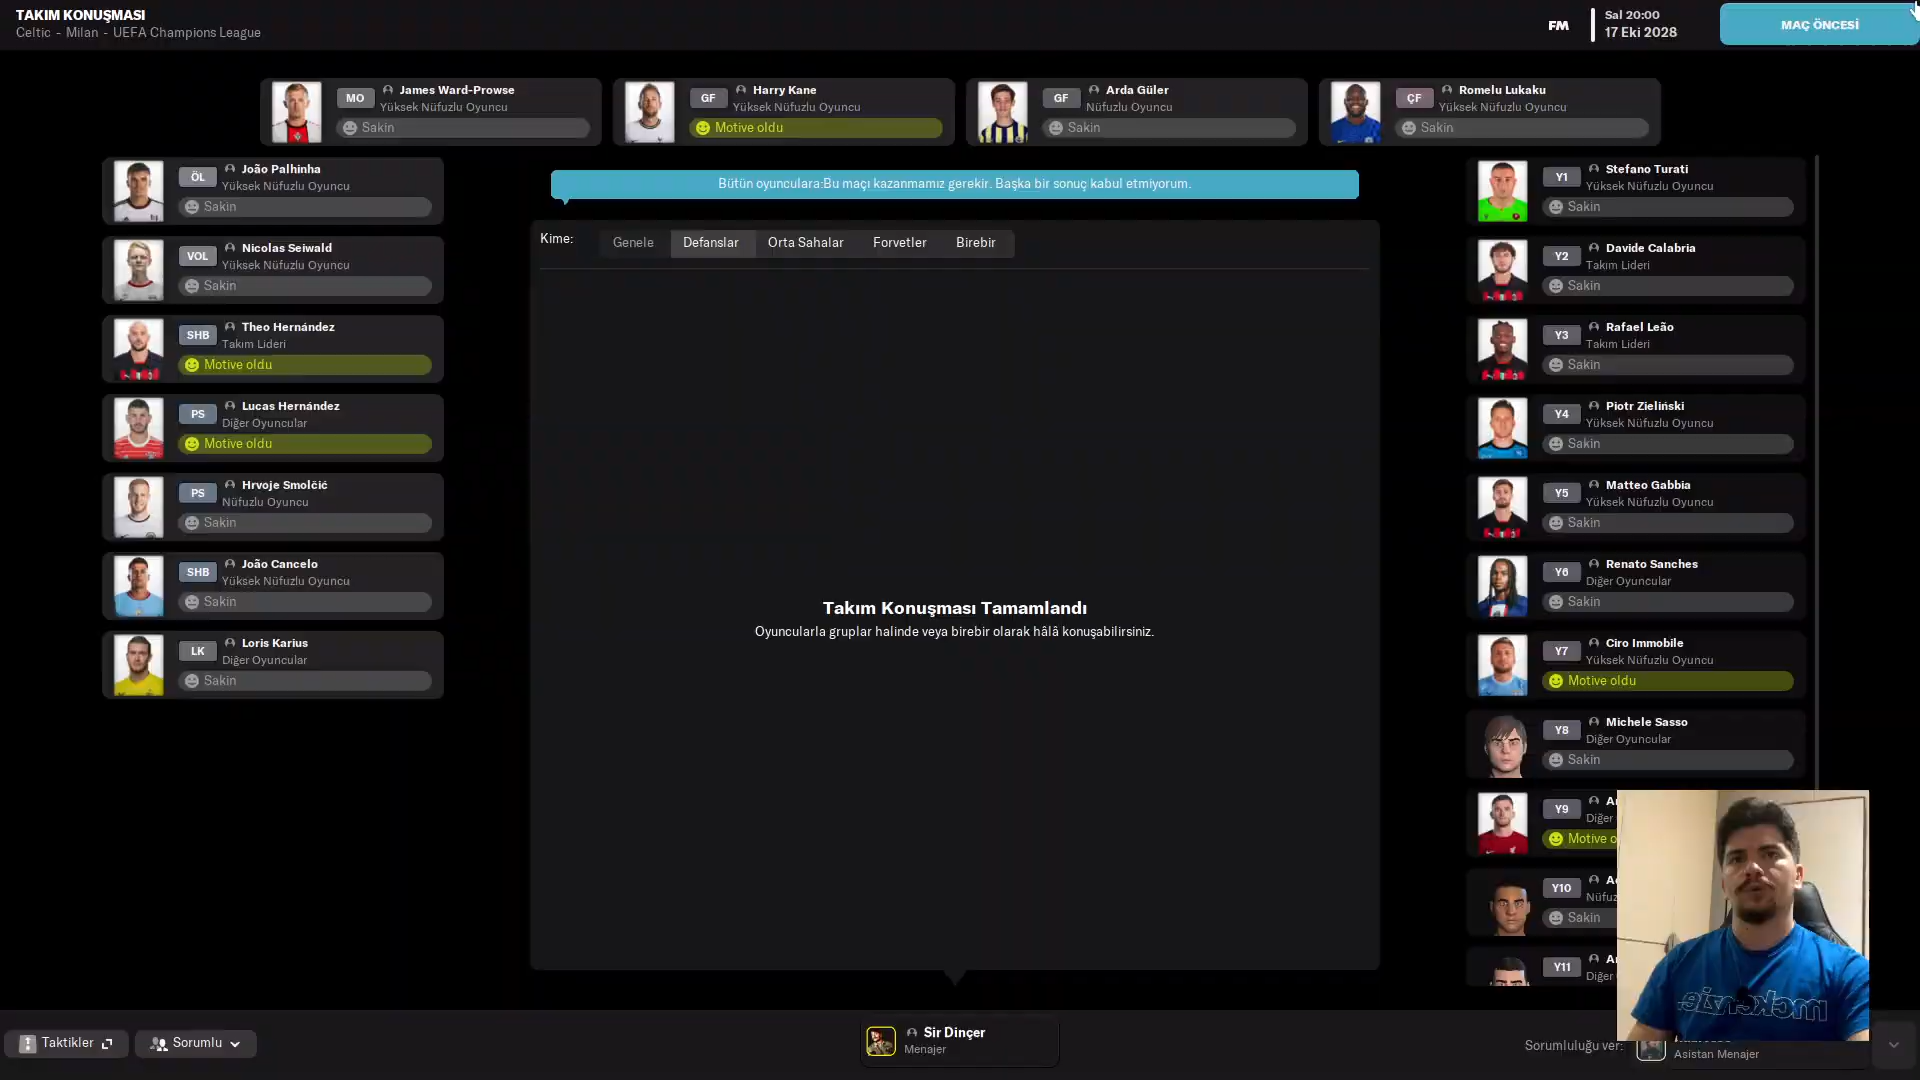 TAKIM KONUŞMASI
Celtic - Milan - UEFA Champions League
FM
Sal 20:00
17 Eki 2028
MAÇ ÖNCESİ
MO James Ward-Prowse
Yüksek Nüfuzlu Oyuncu
Sakin
GF Harry Kane
Yüksek Nüfuzlu Oyuncu
Motive oldu
GF Arda Güler
Nüfuzlu Oyuncu
Sakin
ÇF Romelu Lukaku
Yüksek Nüfuzlu Oyuncu
Sakin
ÖL João Palhinha
Yüksek Nüfuzlu Oyuncu
Sakin
VOL Nicolas Seiwald
Yüksek Nüfuzlu Oyuncu
Sakin
SHB Theo Hernández
Takım Lideri
Motive oldu
PS Lucas Hernández
Diğer Oyuncular
Motive oldu
PS Hrvoje Smolčić
Nüfuzlu Oyuncu
Sakin
SHB João Cancelo
Yüksek Nüfuzlu Oyuncu
Sakin
LK Loris Karius
Diğer Oyuncular
Sakin
Bütün oyunculara:Bu maçı kazanmamız gerekir. Başka bir sonuç kabul etmiyorum.
Kime: Genele Defanslar Orta Sahalar Forvetler Birebir
Takım Konuşması Tamamlandı
Oyuncularla gruplar halinde veya birebir olarak hâlâ konuşabilirsiniz.
Y1 Stefano Turati
Yüksek Nüfuzlu Oyuncu
Sakin
Y2 Davide Calabria
Takım Lideri
Sakin
Y3 Rafael Leão
Takım Lideri
Sakin
Y4 Piotr Zieliński
Yüksek Nüfuzlu Oyuncu
Sakin
Y5 Matteo Gabbia
Yüksek Nüfuzlu Oyuncu
Sakin
Y6 Renato Sanches
Diğer Oyuncular
Sakin
Y7 Ciro Immobile
Yüksek Nüfuzlu Oyuncu
Motive oldu
Y8 Michele Sasso
Diğer Oyuncular
Sakin
Y9
Diğer
Motive
Y10
Sakin
Y11
Diğer
Taktikler
Sorumlu
Sir Dinçer
Menajer
Sorumluluğu ver:
Asistan Menajer